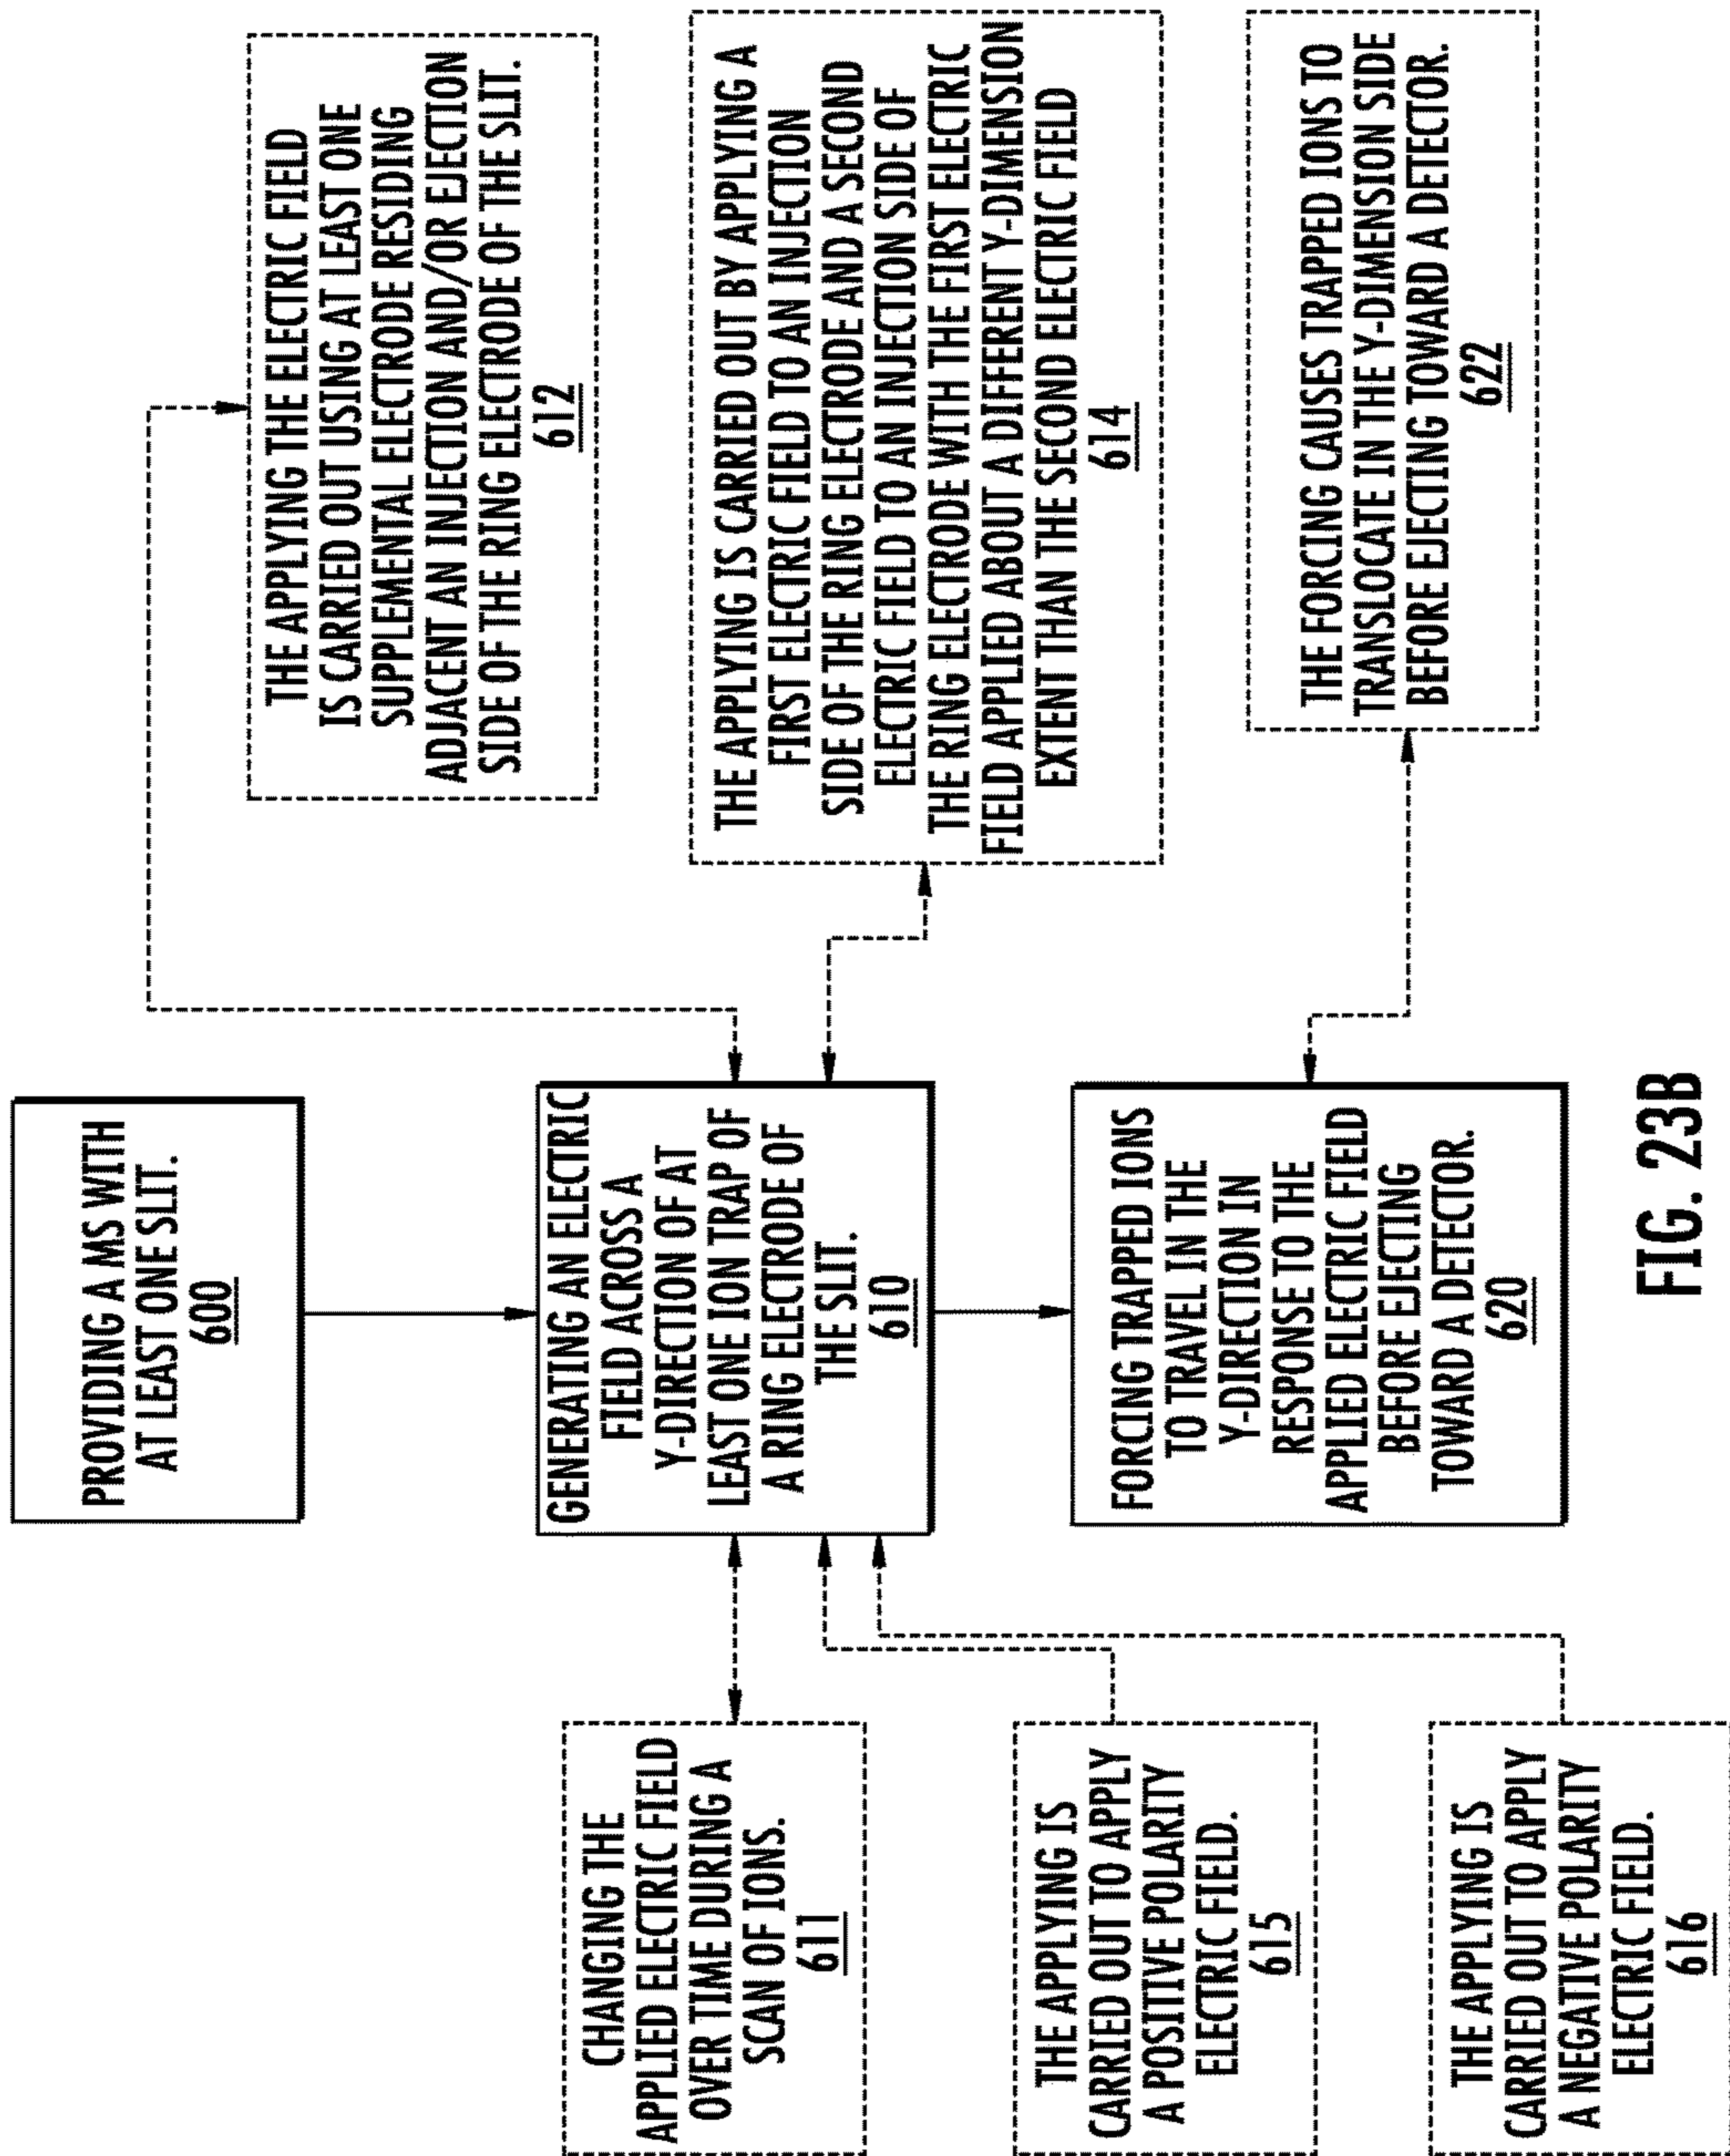 PROVIDING A MS WITH
AT LEAST ONE SLIT.
600
GENERATING AN ELECTRIC
FIELD ACROSS A
Y-DIRECTION OF AT
LEAST ONE ION TRAP OF
A RING ELECTRODE OF
THE SLIT.
610
FORCING TRAPPED IONS
TO TRAVEL IN THE
Y-DIRECTION IN
RESPONSE TO THE
APPLIED ELECTRIC FIELD
BEFORE EJECTING
TOWARD A DETECTOR.
620
CHANGING THE
APPLIED ELECTRIC FIELD
OVER TIME DURING A
SCAN OF IONS.
611
THE APPLYING IS
CARRIED OUT TO APPLY
A POSITIVE POLARITY
ELECTRIC FIELD.
615
THE APPLYING IS
CARRIED OUT TO APPLY
A NEGATIVE POLARITY
ELECTRIC FIELD.
616
THE APPLYING THE ELECTRIC FIELD
IS CARRIED OUT USING AT LEAST ONE
SUPPLEMENTAL ELECTRODE RESIDING
ADJACENT AN INJECTION AND/OR EJECTION
SIDE OF THE RING ELECTRODE OF THE SLIT.
612
THE APPLYING IS CARRIED OUT BY APPLYING A
FIRST ELECTRIC FIELD TO AN INJECTION
SIDE OF THE RING ELECTRODE AND A SECOND
ELECTRIC FIELD TO AN INJECTION SIDE OF
THE RING ELECTRODE WITH THE FIRST ELECTRIC
FIELD APPLIED ABOUT A DIFFERENT Y-DIMENSION
EXTENT THAN THE SECOND ELECTRIC FIELD
614
THE FORCING CAUSES TRAPPED IONS TO
TRANSLOCATE IN THE Y-DIMENSION SIDE
BEFORE EJECTING TOWARD A DETECTOR.
622
FIG. 23B